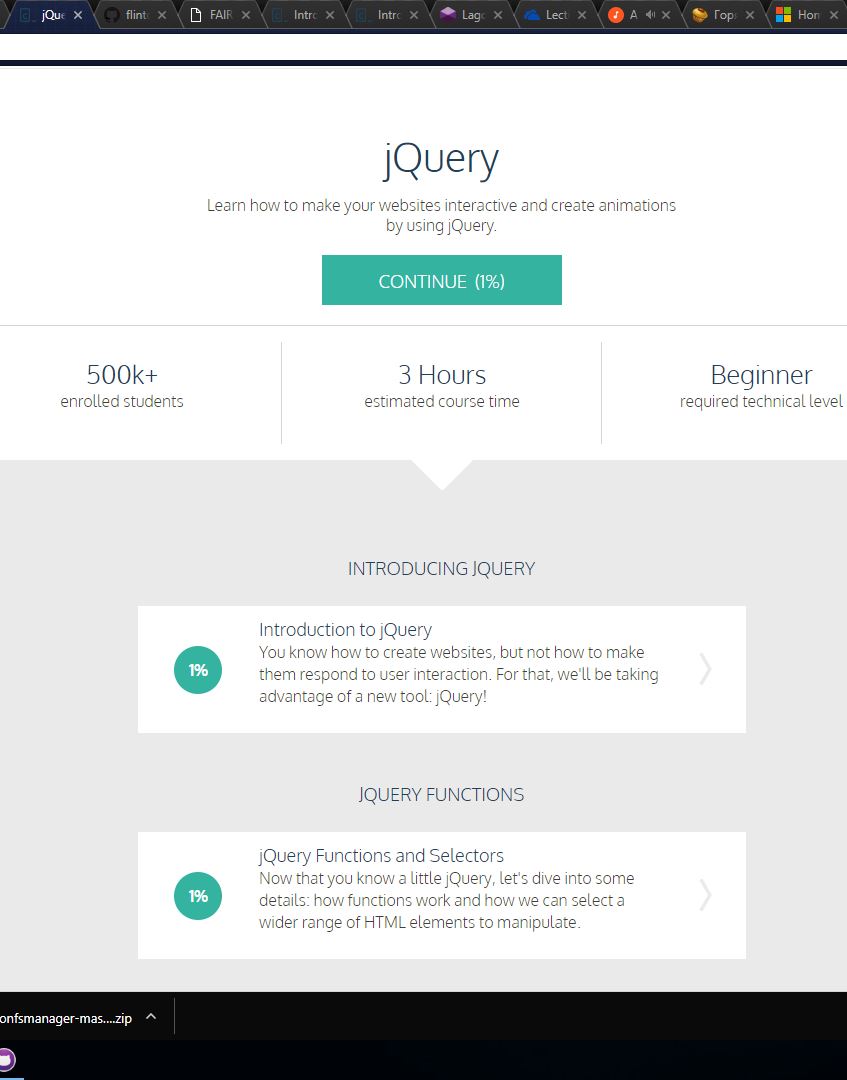 jQue
flinto
FAIR
Intro
Intro
Lago
Lect
A
Горs
Hon
jQuery
Learn how to make your websites interactive and create animations
by using jQuery.
CONTINUE (1%)
500k+
enrolled students
3 Hours
estimated course time
Beginner
required technical level
INTRODUCING JQUERY
1%
Introduction to jQuery
You know how to create websites, but not how to make
them respond to user interaction. For that, we'll be taking
advantage of a new tool: jQuery!
JQUERY FUNCTIONS
1%
jQuery Functions and Selectors
Now that you know a little jQuery, let's dive into some
details: how functions work and how we can select a
wider range of HTML elements to manipulate.
onfsmanager-mas....zip